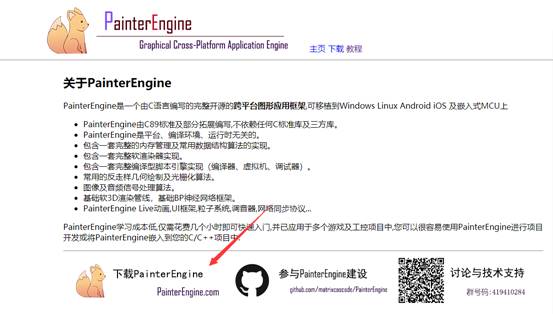 PainterEngine
Graphical Cross-Platform Application Engine
主页 下载 教程
关于PainterEngine
PainterEngine是一个由C语言编写的完整开源的跨平台图形应用框架,可移植到Windows Linux Android iOS 及嵌入式MCU上
PainterEngine由C89标准及部分拓展编写,不依赖任何C标准库及三方库。
PainterEngine是平台、编译环境、运行时无关的。
包含一套完整的内存管理及常用数据结构算法的实现。
包含一套完整软渲染器实现。
包含一套完整编译型脚本引擎实现（编译器、虚拟机、调试器）。
常用的反走样几何绘制及光栅算法。
图像及音频信号处理算法。
基础软3D渲染管线、基础BP神经网络框架。
PainterEngine Live动画,UI框架,粒子系统,调音器,网络同步协议...
PainterEngine学习成本低,仅需花费几个小时即可快速入门,并已应用于多个游戏及工控项目中,您可以很容易使用PainterEngine进行项目
开发或将PainterEngine嵌入到您的C/C++项目中.
下载PainterEngine
PainterEngine.com
参与PainterEngine建设
github.com/matrixcascade/PainterEngine
讨论与技术支持
群号码:419410284